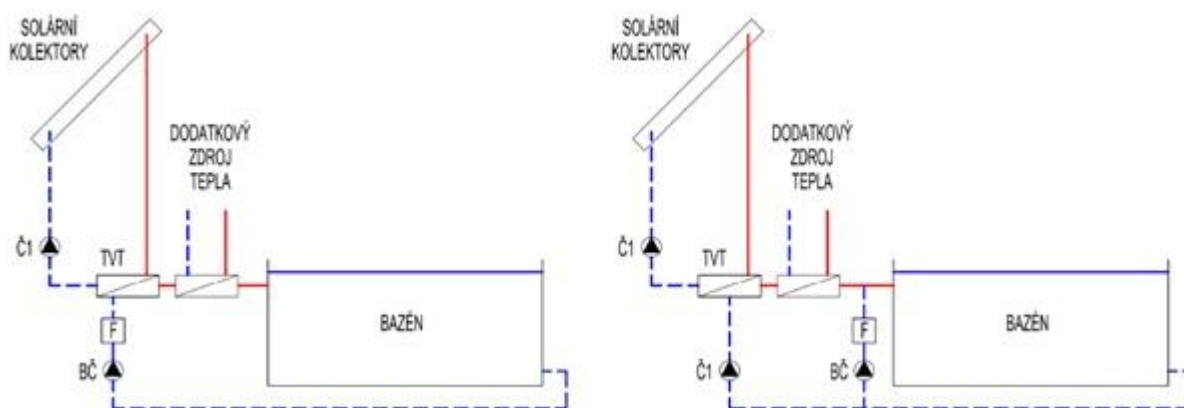 SOLÁRNÍ
KOLEKTORY
DODATKOVÝ
ZDROJ
TEPLA
Č1
TVT
F
BČ
BAZÉN
SOLÁRNÍ
KOLEKTORY
DODATKOVÝ
ZDROJ
TEPLA
Č1
TVT
F
Č1
BČ
BAZÉN